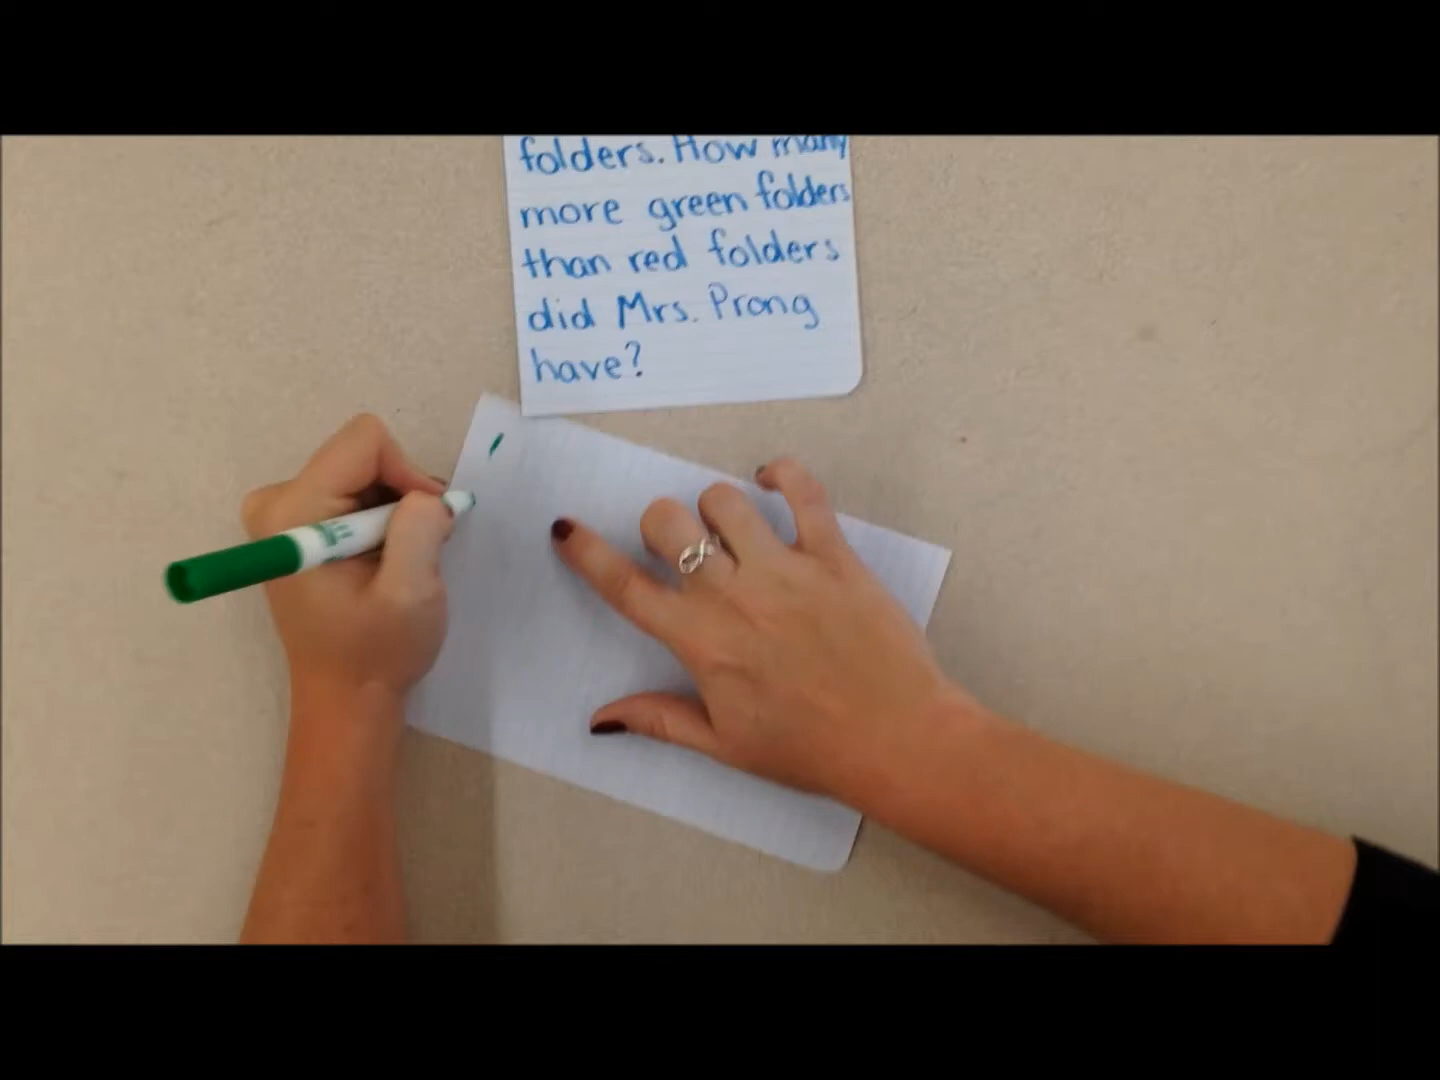 folders. How many
more green folders
than red folders
did Mrs. Prong
have?